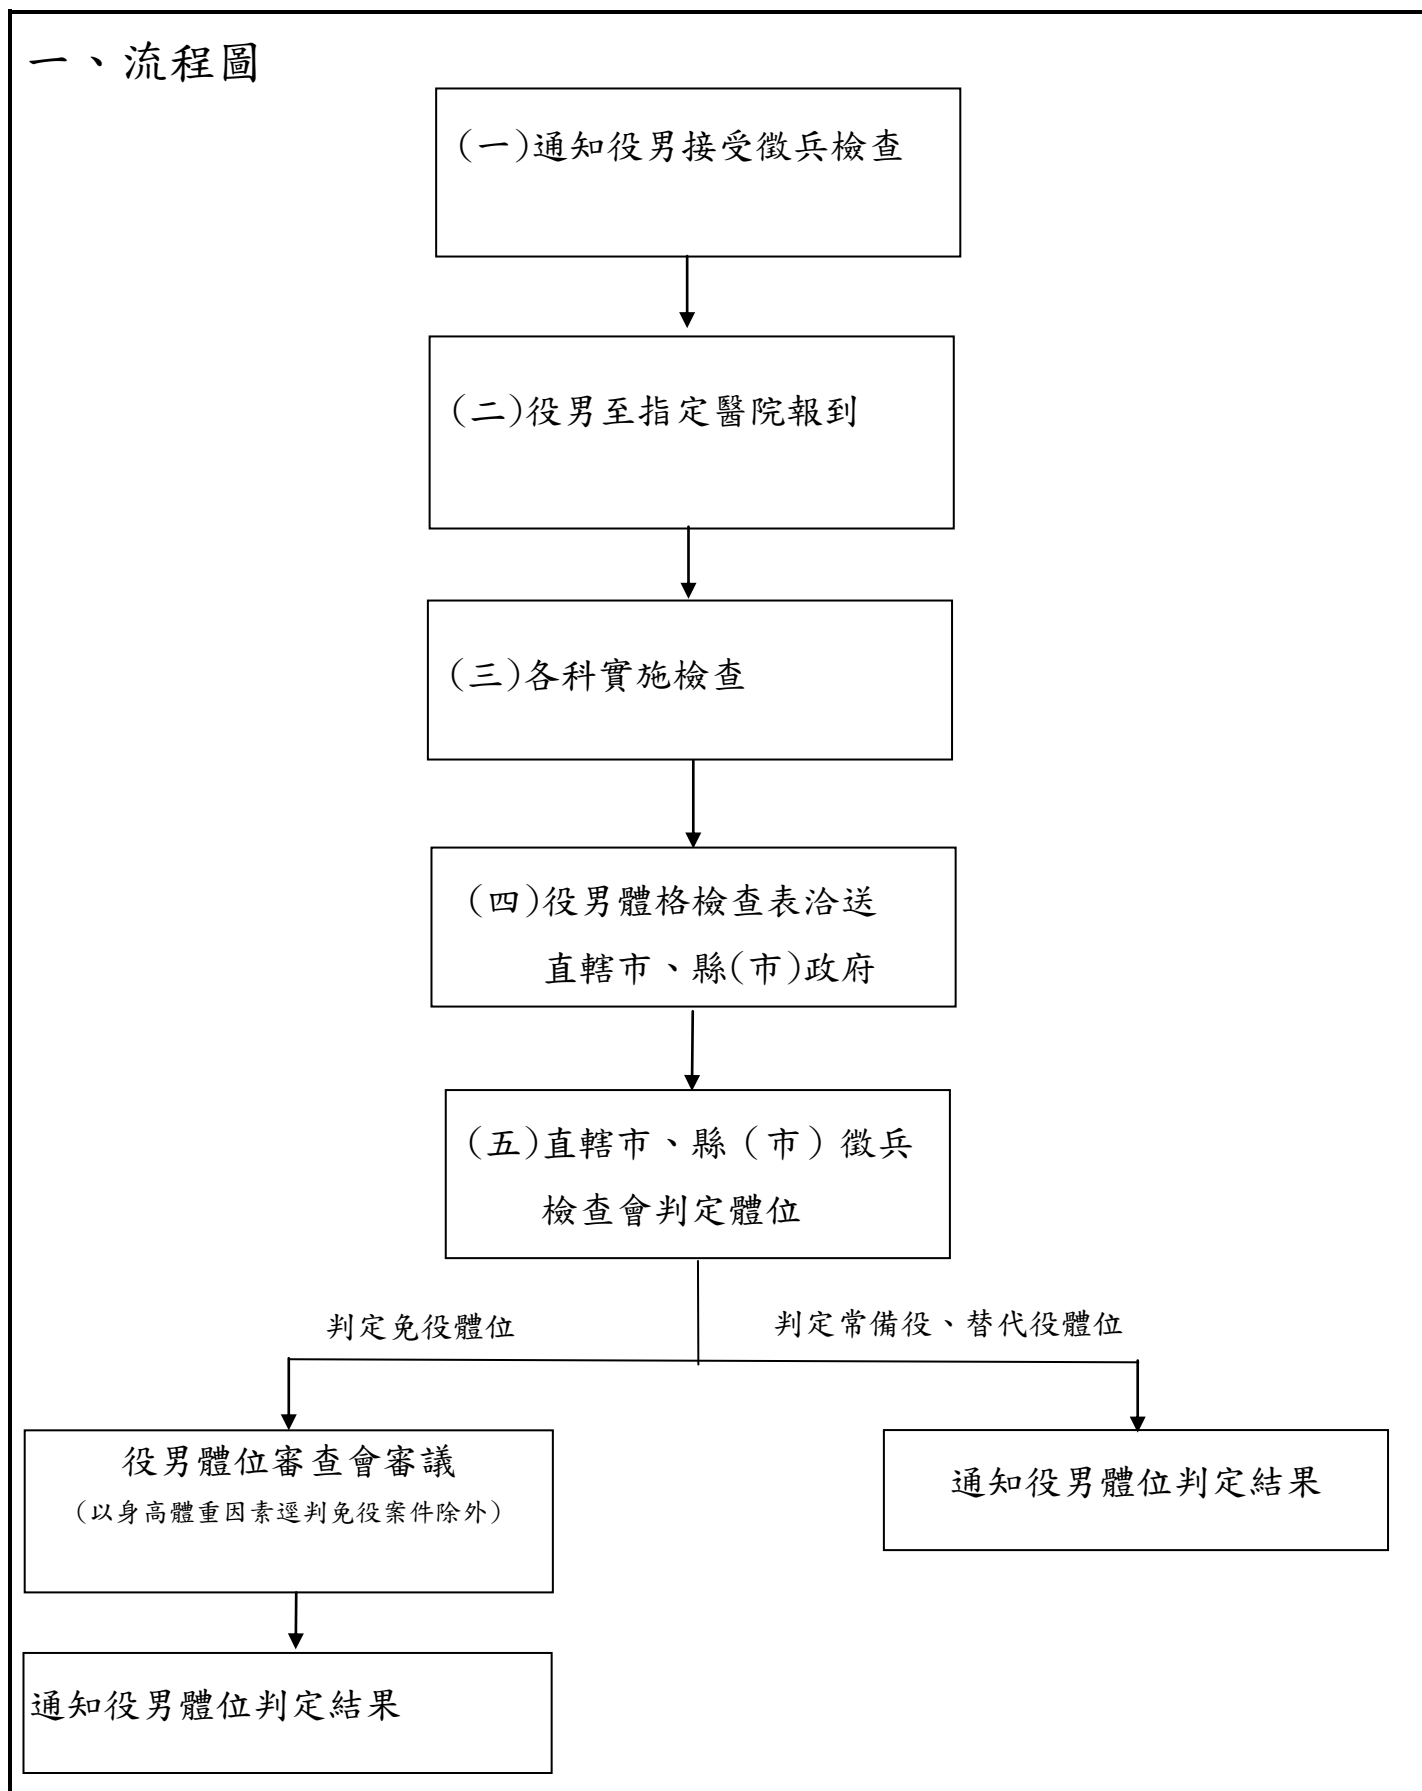 一、流程圖
(一)通知役男接受徵兵檢查
(二)役男至指定醫院報到
(三)各科實施檢查
(四)役男體格檢查表洽送
直轄市、縣(市)政府
(五)直轄市、縣（市）徵兵
檢查會判定體位
判定免役體位
判定常備役、替代役體位
役男體位審查會審議
(以身高體重因素逕判免役案件除外)
通知役男體位判定結果
通知役男體位判定結果